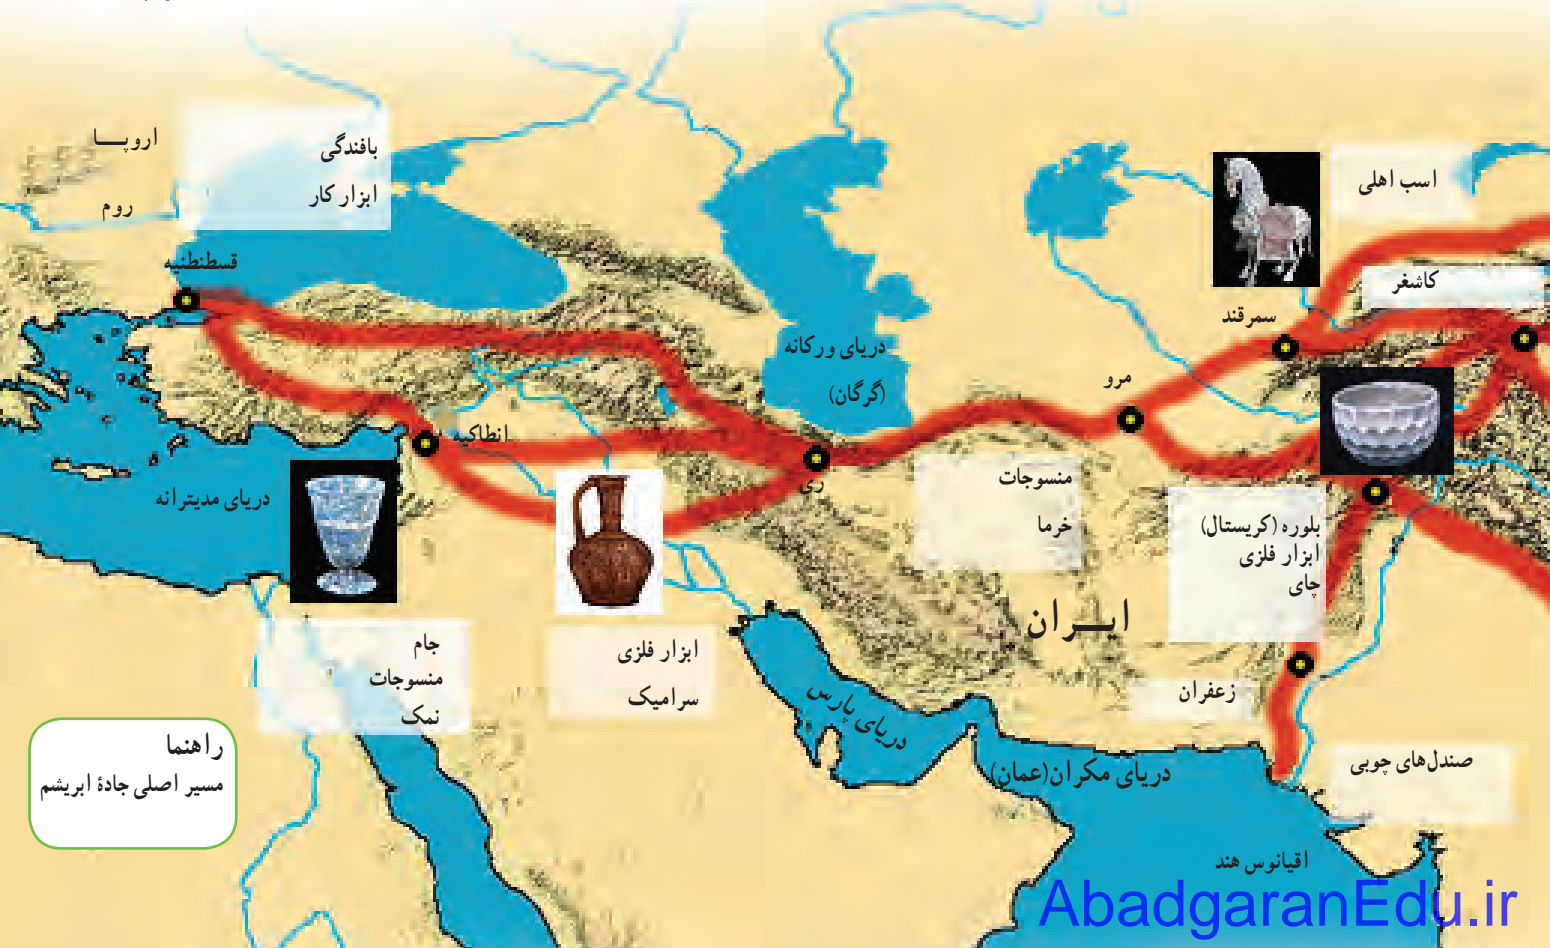 اروپا
روم
بافندگی
ابزار کار
قسطنطنیه
اسب اهلی
کاشغر
سمرقند
مرو
دریای ورکانه
(گرگان)
انطاکیه
ری
دریای مدیترانه
منسوجات
خرما
بلوره (کریستال)
ابزار فلزی
چای
ایران
جام
منسوجات
نمک
ابزار فلزی
سرامیک
زعفران
دریای پارس
دریای مکران(عمان)
صندل‌های چوبی
اقیانوس هند
راهنما
مسیر اصلی جادهٔ ابریشم
AbadgaranEdu.ir